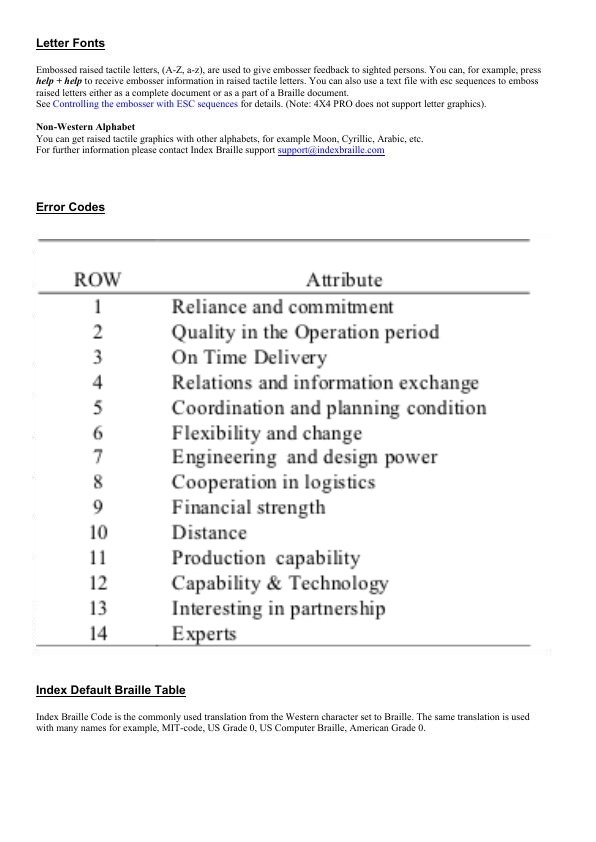 Letter Fonts
Embossed raised tactile letters, (A-Z, a-z), are used to give embosser feedback to sighted persons. You can, for example, press
help + help to receive embosser information in raised tactile letters. You can also use a text file with esc sequences to emboss
raised letters either as a complete document or as a part of a Braille document.
See Controlling the embosser with ESC sequences for details. (Note: 4X4 PRO does not support letter graphics).
Non-Western Alphabet
You can get raised tactile graphics with other alphabets, for example Moon, Cyrillic, Arabic, etc.
For further information please contact Index Braille support support@indexbraille.com
Error Codes
ROW Attribute
1 Reliance and commitment
2 Quality in the Operation period
3 On Time Delivery
4 Relations and information exchange
5 Coordination and planning condition
6 Flexibility and change
7 Engineering and design power
8 Cooperation in logistics
9 Financial strength
10 Distance
11 Production capability
12 Capability & Technology
13 Interesting in partnership
14 Experts
Index Default Braille Table
Index Braille Code is the commonly used translation from the Western character set to Braille. The same translation is used
with many names for example, MIT-code, US Grade 0, US Computer Braille, American Grade 0.